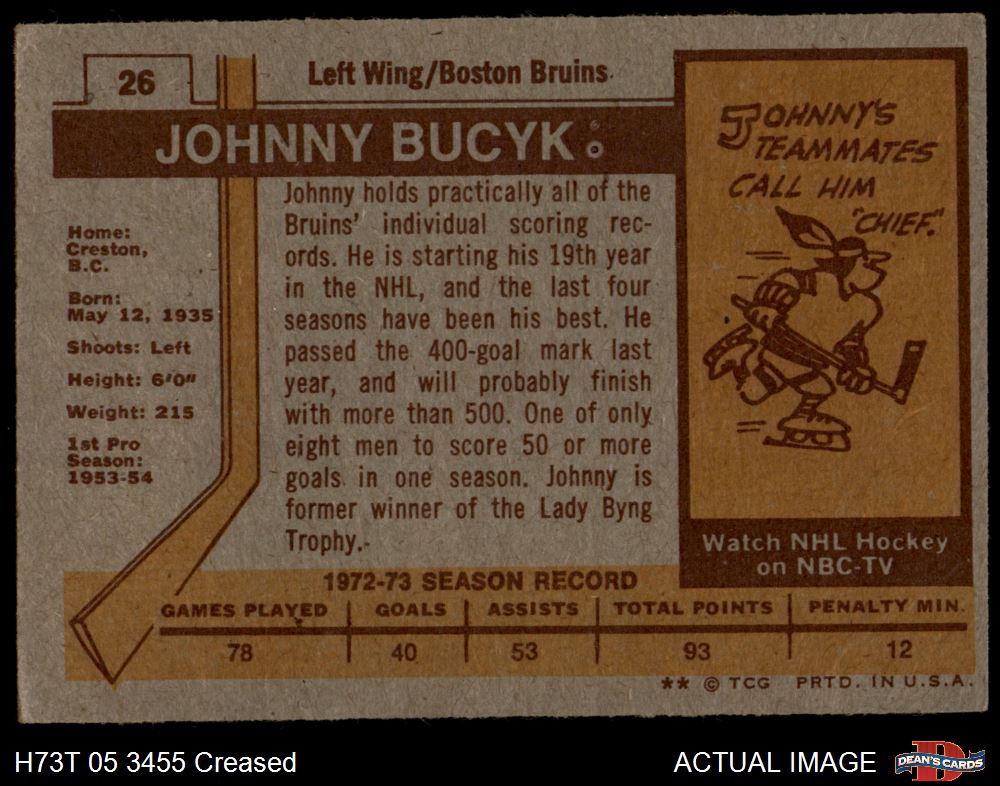 26
Left Wing/Boston Bruins
JOHNNY BUCYK
Home:
Creston,
B.C.
Born:
May 12, 1935
Shoots: Left
Height: 6'0"
Weight: 215
1st Pro
Season:
1953-54
Johnny holds practically all of the
Bruins' individual scoring rec-
ords. He is starting his 19th year
in the NHL, and the last four
seasons have been his best. He
passed the 400-goal mark last
year, and will probably finish
with more than 500. One of only
eight men to score 50 or more
goals in one season. Johnny is
former winner of the Lady Byng
Trophy.
JOHNNY'S
TEAMMATES
CALL HIM
"CHIEF."
Watch NHL Hockey
on NBC-TV
1972-73 SEASON RECORD
GAMES PLAYED GOALS ASSISTS TOTAL POINTS PENALTY MIN.
78 40 53 93 12
** © TCG PRTD. IN U.S.A.
H73T 05 3455 Creased
ACTUAL IMAGE
D
DEAN'S CARDS